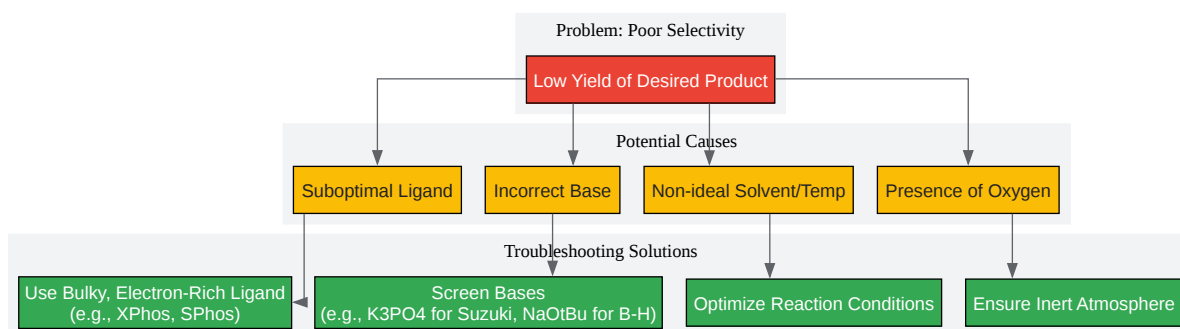 Problem: Poor Selectivity
Low Yield of Desired Product
Potential Causes
Suboptimal Ligand
Incorrect Base
Non-ideal Solvent/Temp
Presence of Oxygen
Troubleshooting Solutions
Use Bulky, Electron-Rich Ligand
(e.g., XPhos, SPhos)
Screen Bases
(e.g., K3PO4 for Suzuki, NaOtBu for B-H)
Optimize Reaction Conditions
Ensure Inert Atmosphere